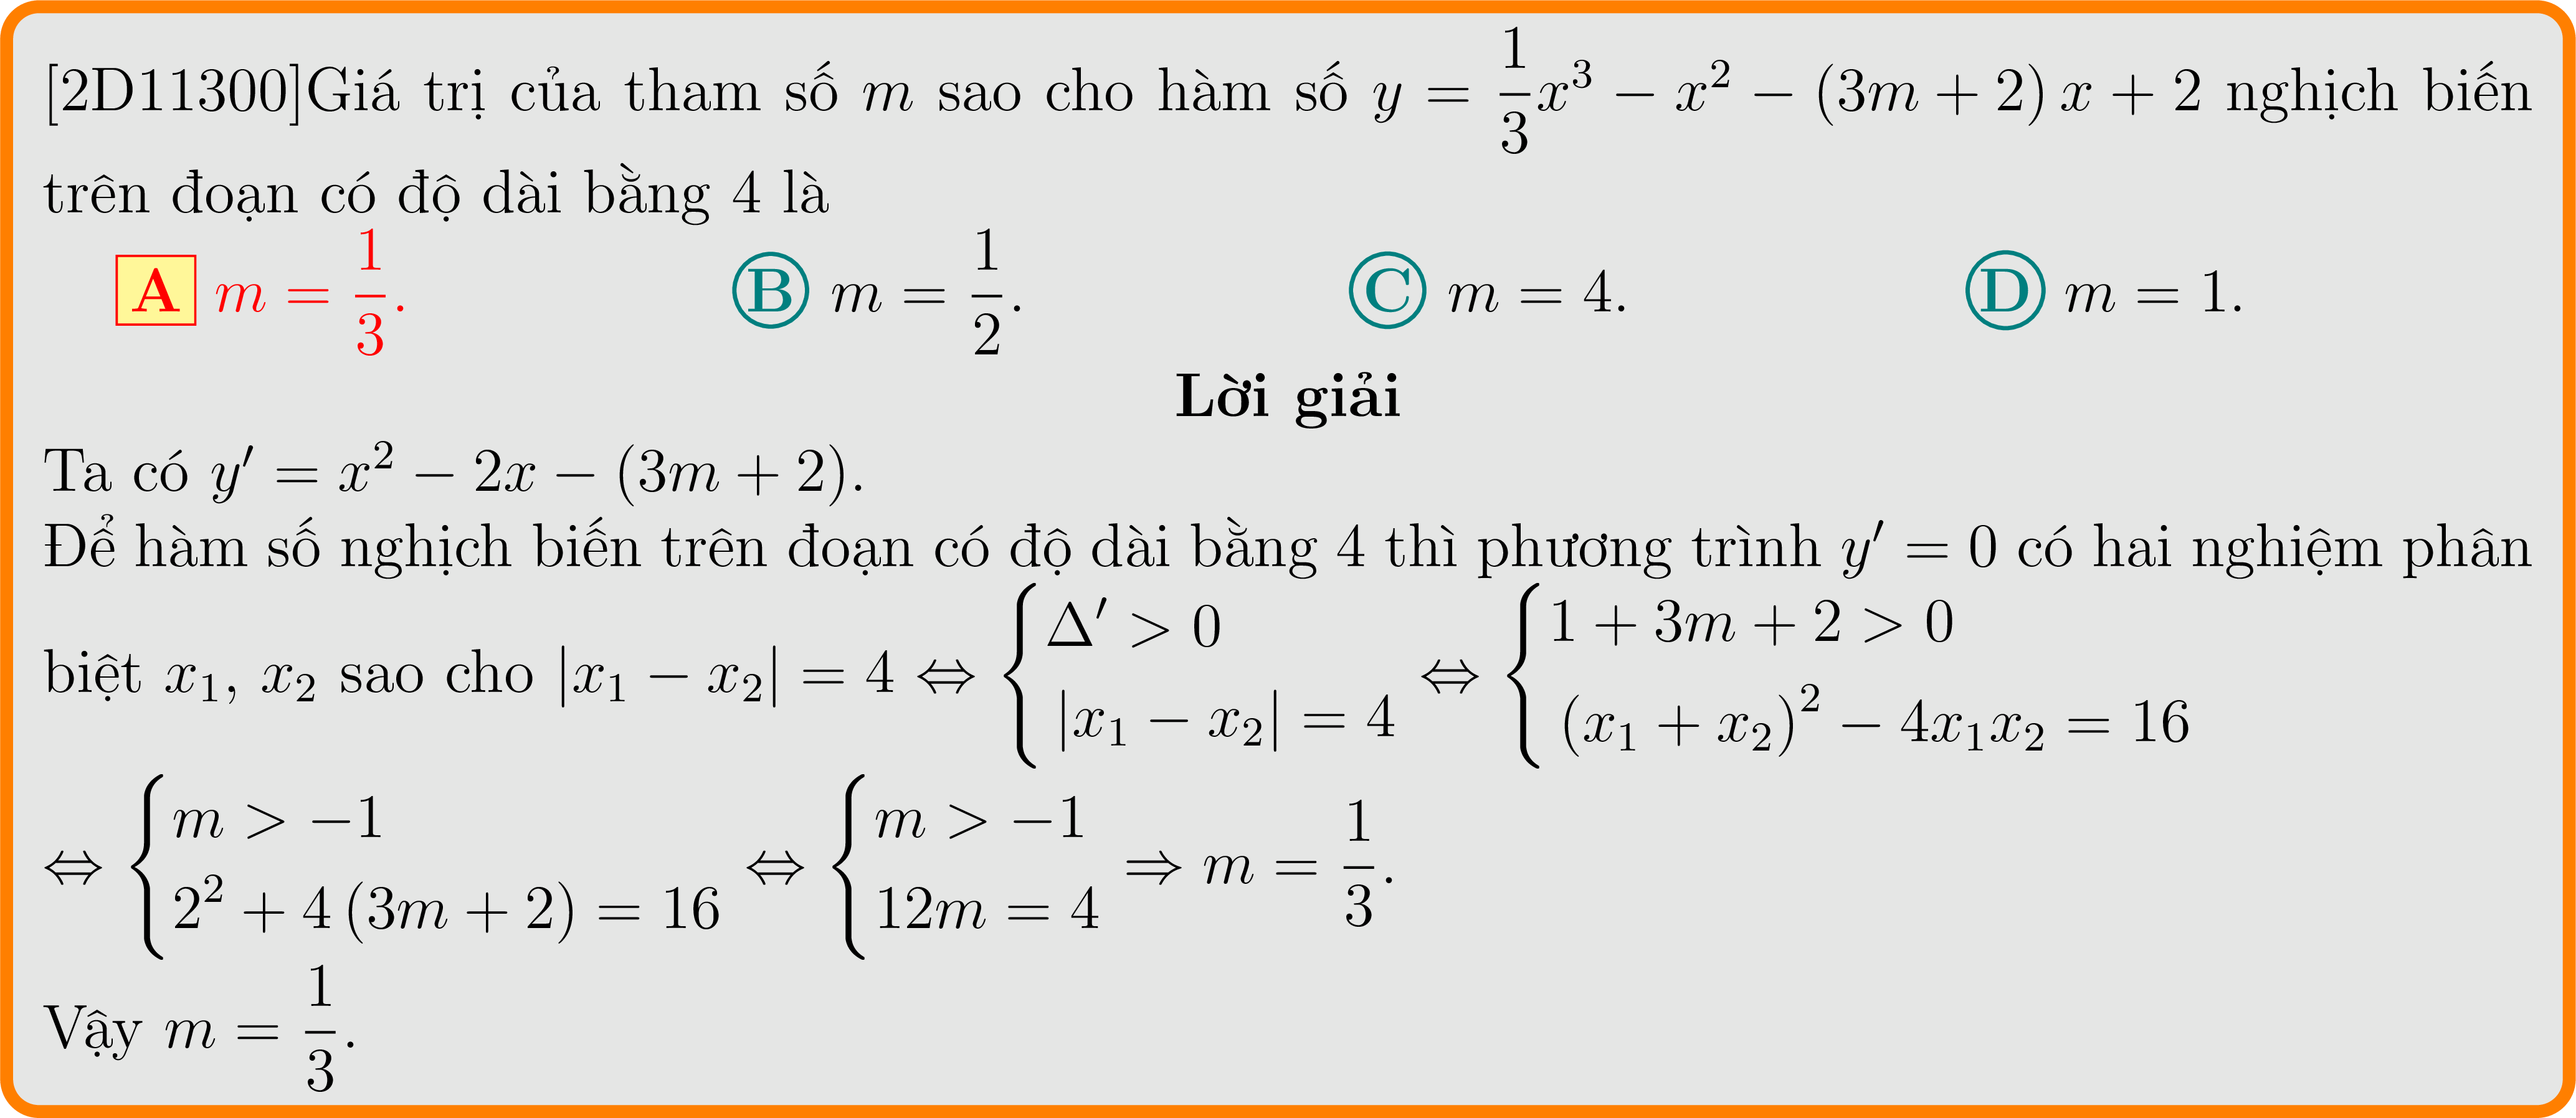 [2D11300]Giá trị của tham số $m$ sao cho hàm số $y = \dfrac{1}{3}x^3 - x^2 - (3m + 2)\,x + 2$ nghịch biến
trên đoạn có độ dài bằng 4 là
A $m = \dfrac{1}{3}$. B $m = \dfrac{1}{2}$. C $m = 4$. D $m = 1$.
Lời giải
Ta có $y' = x^2 - 2x - (3m + 2)$.
Để hàm số nghịch biến trên đoạn có độ dài bằng 4 thì phương trình $y' = 0$ có hai nghiệm phân
biệt $x_1, x_2$ sao cho $|x_1 - x_2| = 4 \Leftrightarrow \begin{cases} \Delta' > 0 \\ |x_1 - x_2| = 4 \end{cases} \Leftrightarrow \begin{cases} 1 + 3m + 2 > 0 \\ (x_1 + x_2)^2 - 4x_1x_2 = 16 \end{cases}$
$\Leftrightarrow \begin{cases} m > -1 \\ 2^2 + 4\,(3m + 2) = 16 \end{cases} \Leftrightarrow \begin{cases} m > -1 \\ 12m = 4 \end{cases} \Rightarrow m = \dfrac{1}{3}$.
Vậy $m = \dfrac{1}{3}$.